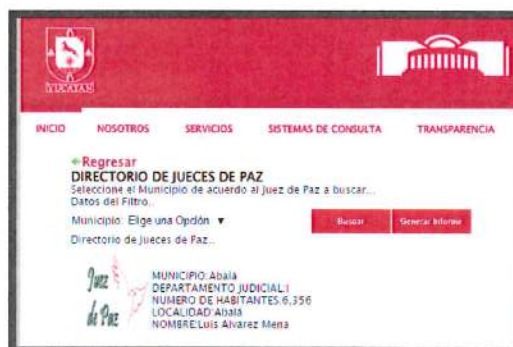 YUCATAN
INICIO NOSOTROS SERVICIOS SISTEMAS DE CONSULTA TRANSPARENCIA
Regresar
DIRECTORIO DE JUECES DE PAZ
Seleccione el Municipio de acuerdo al Juez de Paz a buscar...
Datos del Filtro..
Municipio: Elige una Opción Buscar Generar Informe
Directorio de Jueces de Paz..
Juez
de Paz
MUNICIPIO:Abalá
DEPARTAMENTO JUDICIAL:I
NUMERO DE HABITANTES:6,356
LOCALIDAD:Abalá
NOMBRE:Luis Alvarez Mena